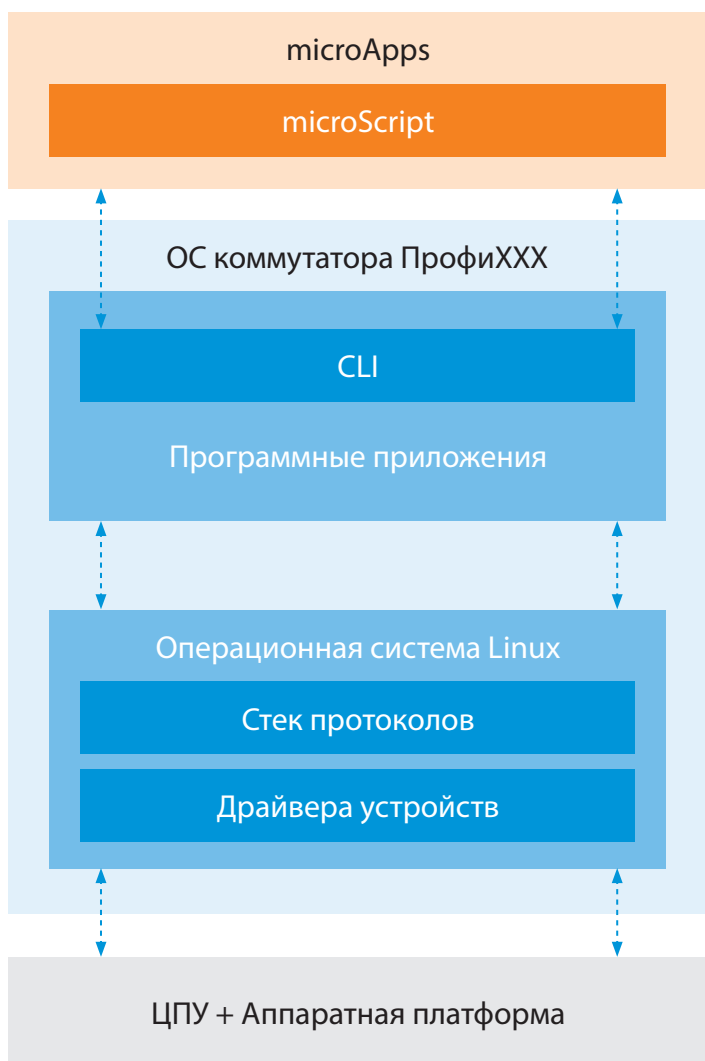 microApps
microScript
ОС коммутатора ПрофиXXX
CLI
Программные приложения
Операционная система Linux
Стек протоколов
Драйвера устройств
ЦПУ + Аппаратная платформа